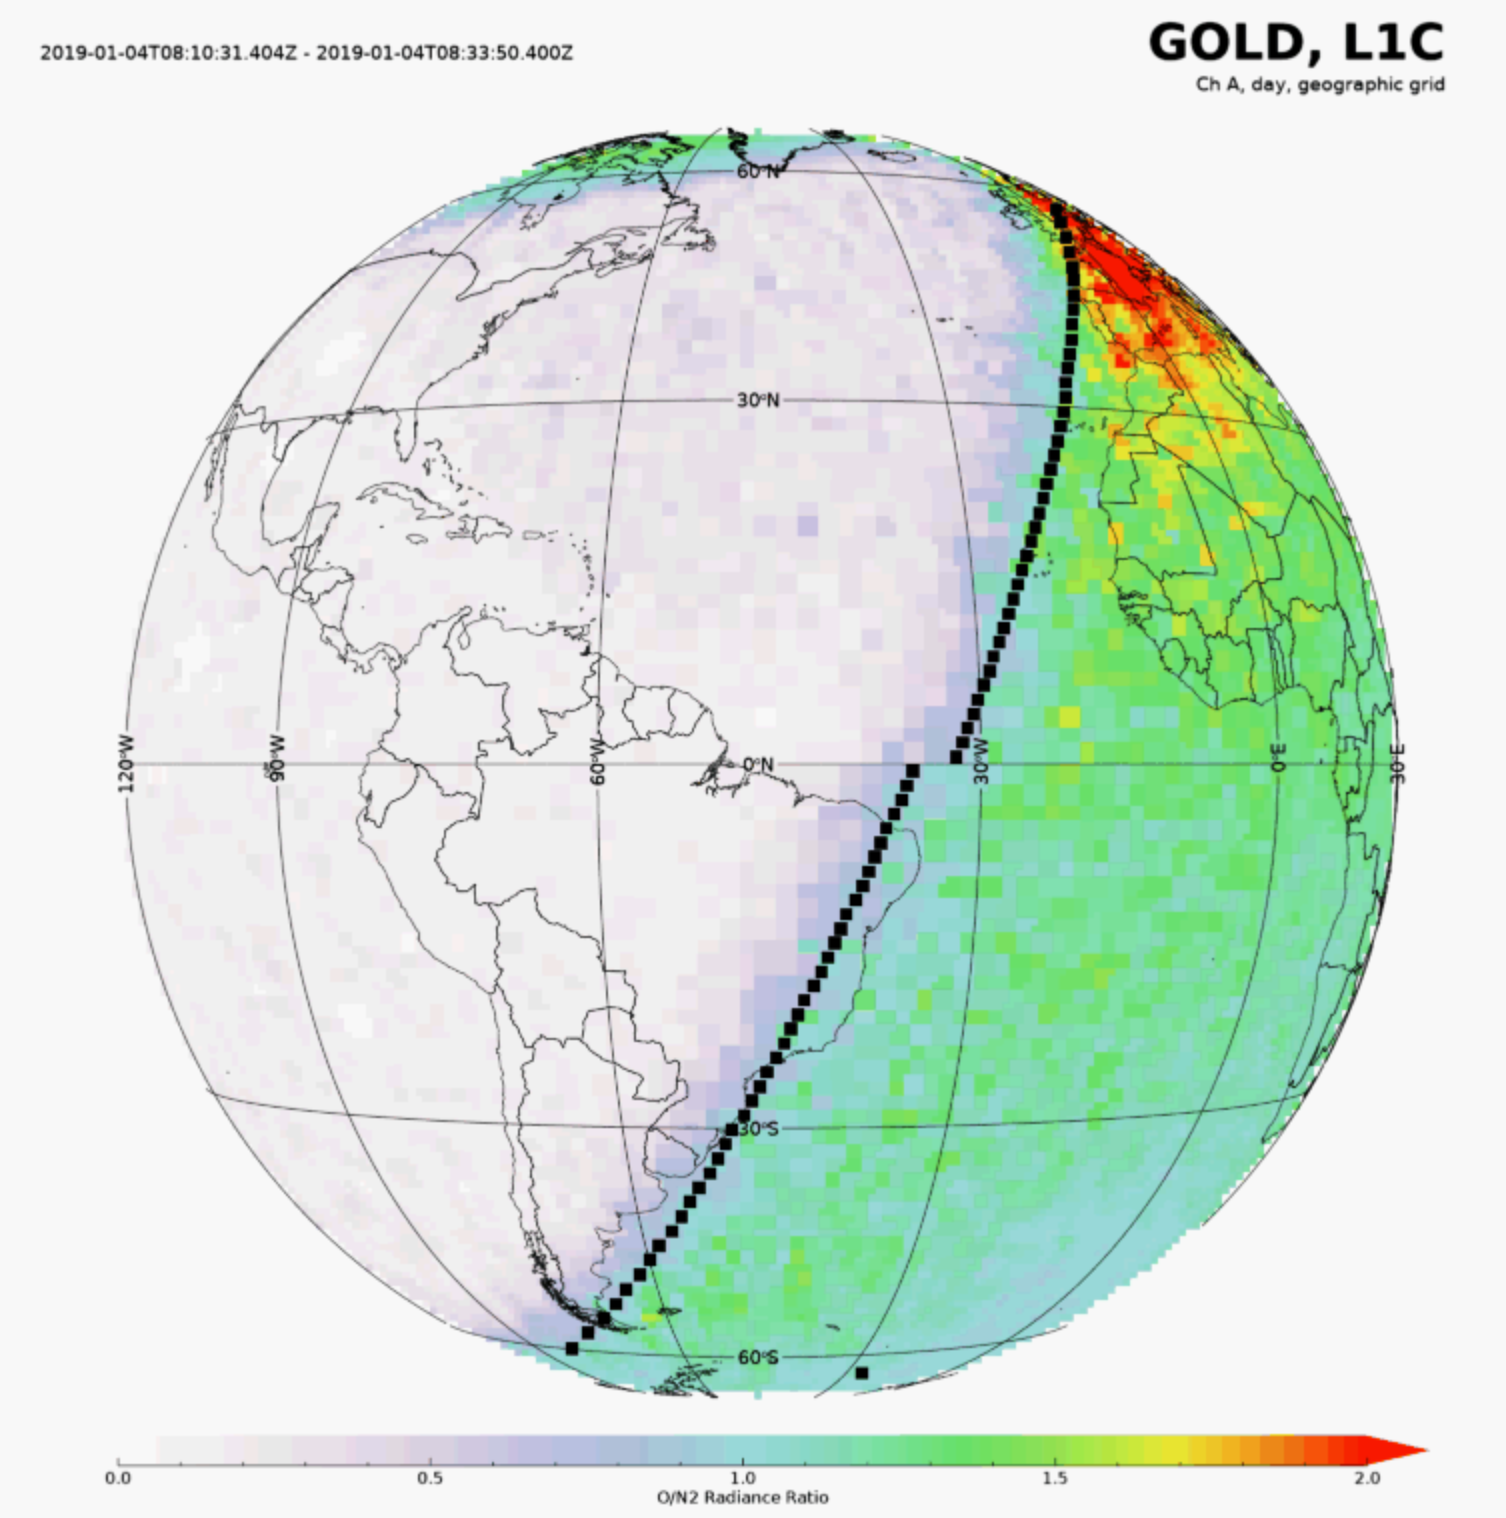 GOLD, L1C
2019-01-04T08:10:31.404Z - 2019-01-04T08:33:50.400Z
Ch A, day, geographic grid
60°N
30°N
120°W
90°W
60°W
0°N
30°W
0°E
30°E
30°S
60°S
0.0 0.5 1.0 1.5 2.0
O/N2 Radiance Ratio